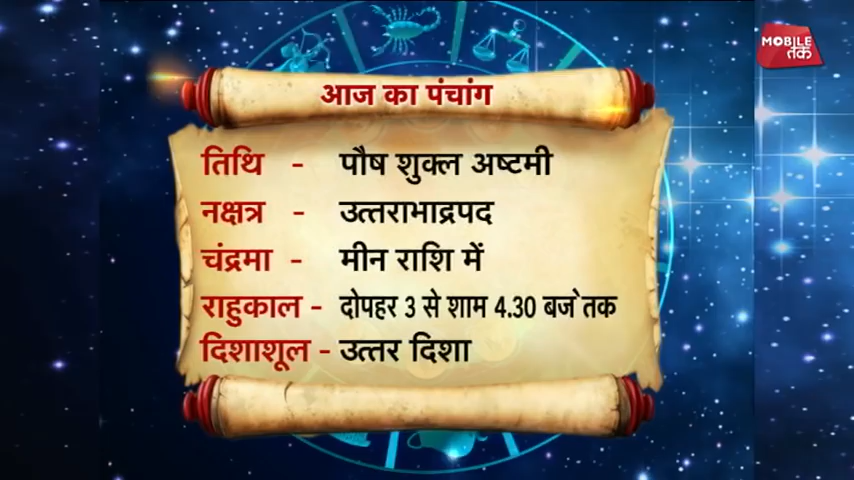 MOBILE
तक
आज का पंचांग
तिथि - पौष शुक्ल अष्टमी
नक्षत्र - उत्तराभाद्रपद
चंद्रमा - मीन राशि में
राहुकाल - दोपहर 3 से शाम 4.30 बजे तक
दिशाशूल - उत्तर दिशा